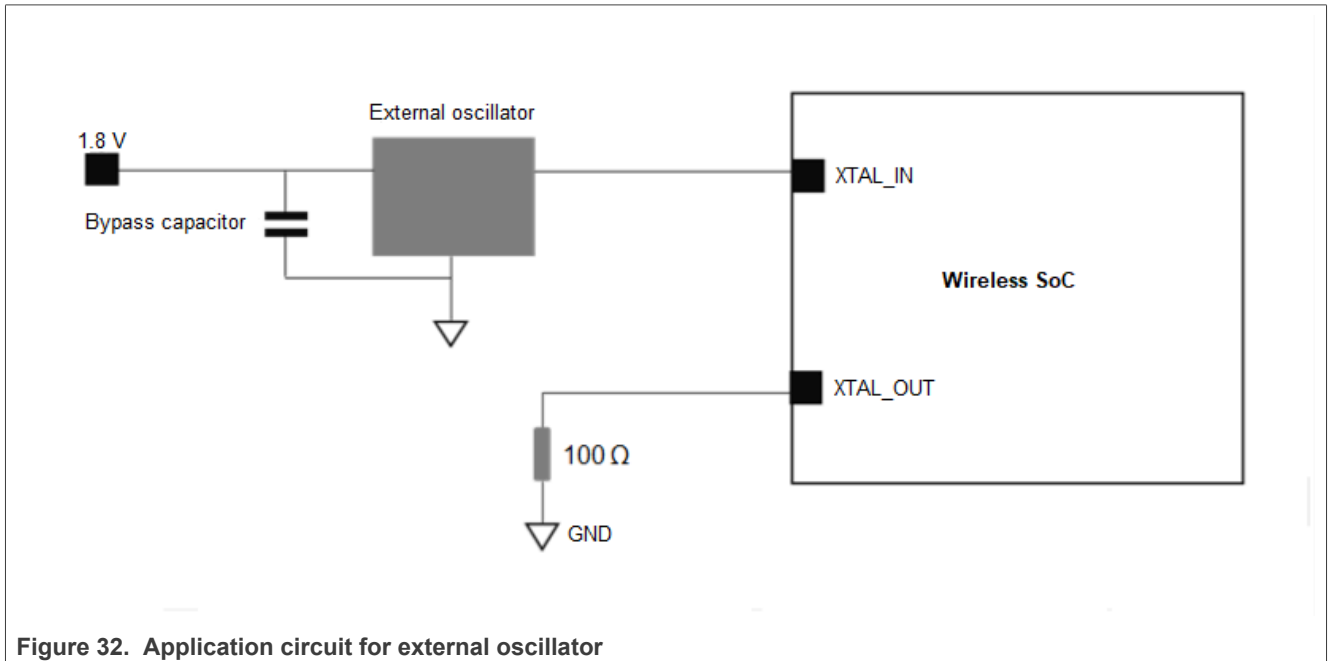 External oscillator
1.8 V
Bypass capacitor
XTAL_IN
Wireless SoC
XTAL_OUT
100 Ω
GND
Figure 32. Application circuit for external oscillator